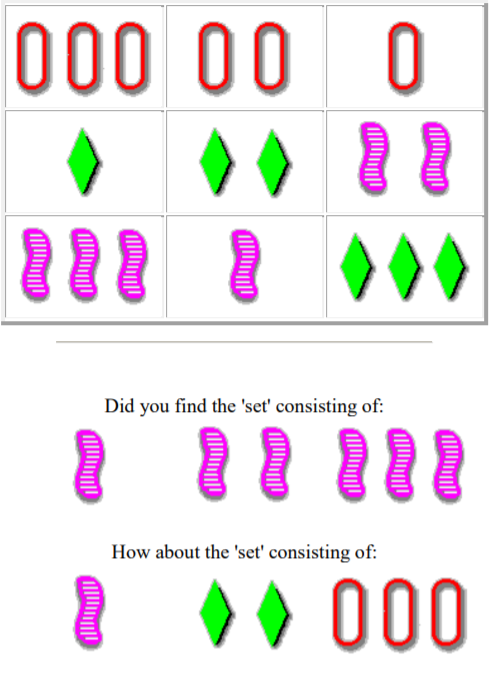 Did you find the 'set' consisting of:
How about the 'set' consisting of: